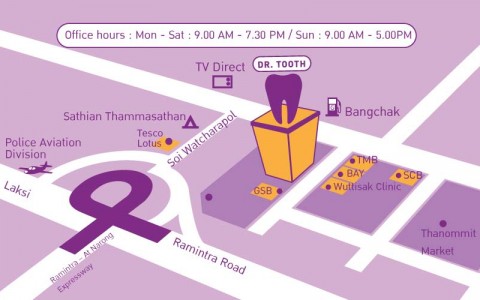 Office hours : Mon - Sat : 9.00 AM - 7.30 PM / Sun : 9.00 AM - 5.00PM
TV Direct
DR. TOOTH
Bangchak
Sathian Thammasathan
Tesco
Lotus
Soi Watcharapol
Police Aviation
Division
Laksi
TMB
BAY
SCB
GSB
Wuttisak Clinic
Thanommit
Market
Ramintra Road
Ramintra - At Narong
Expressway